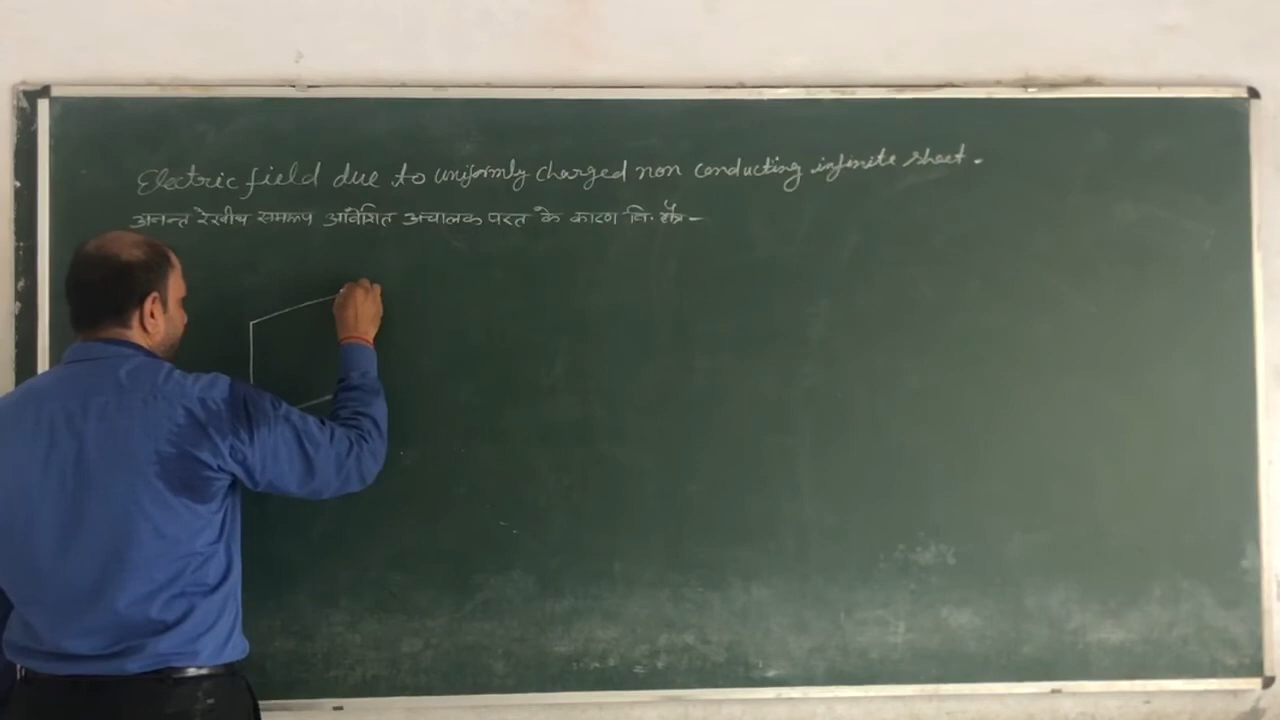 Electric field due to uniformly charged non conducting infinite sheet.
अनन्त रेखीय समरूप आवेशित अचालक परत के कारण वि. क्षेत्र-